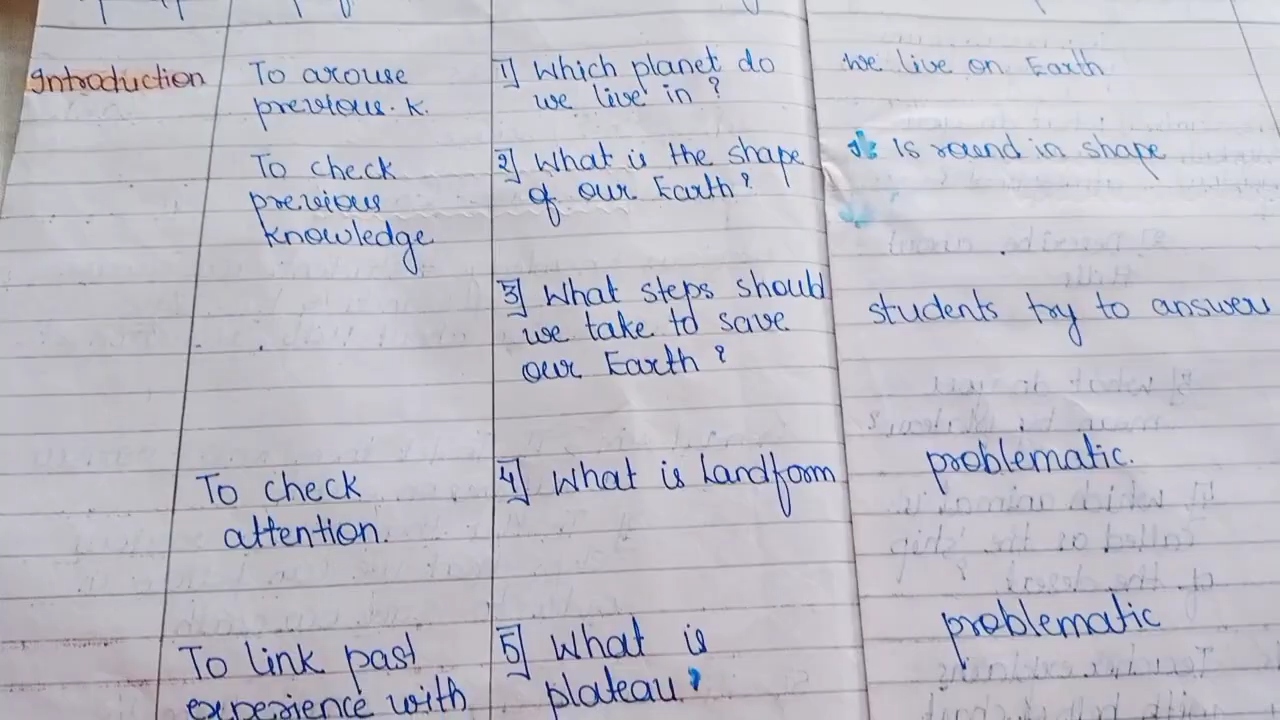 Introduction
To arouse
previous. K.
1] Which planet do
we live in ?
we live on Earth
To check
previous
knowledge
2] What is the shape
of our Earth?
Is round in shape
3] What steps should
we take to save
our Earth ?
students try to answer
To check
attention.
4] What is Landform
problematic.
To link past
experience with
5] What is
plateau?
problematic